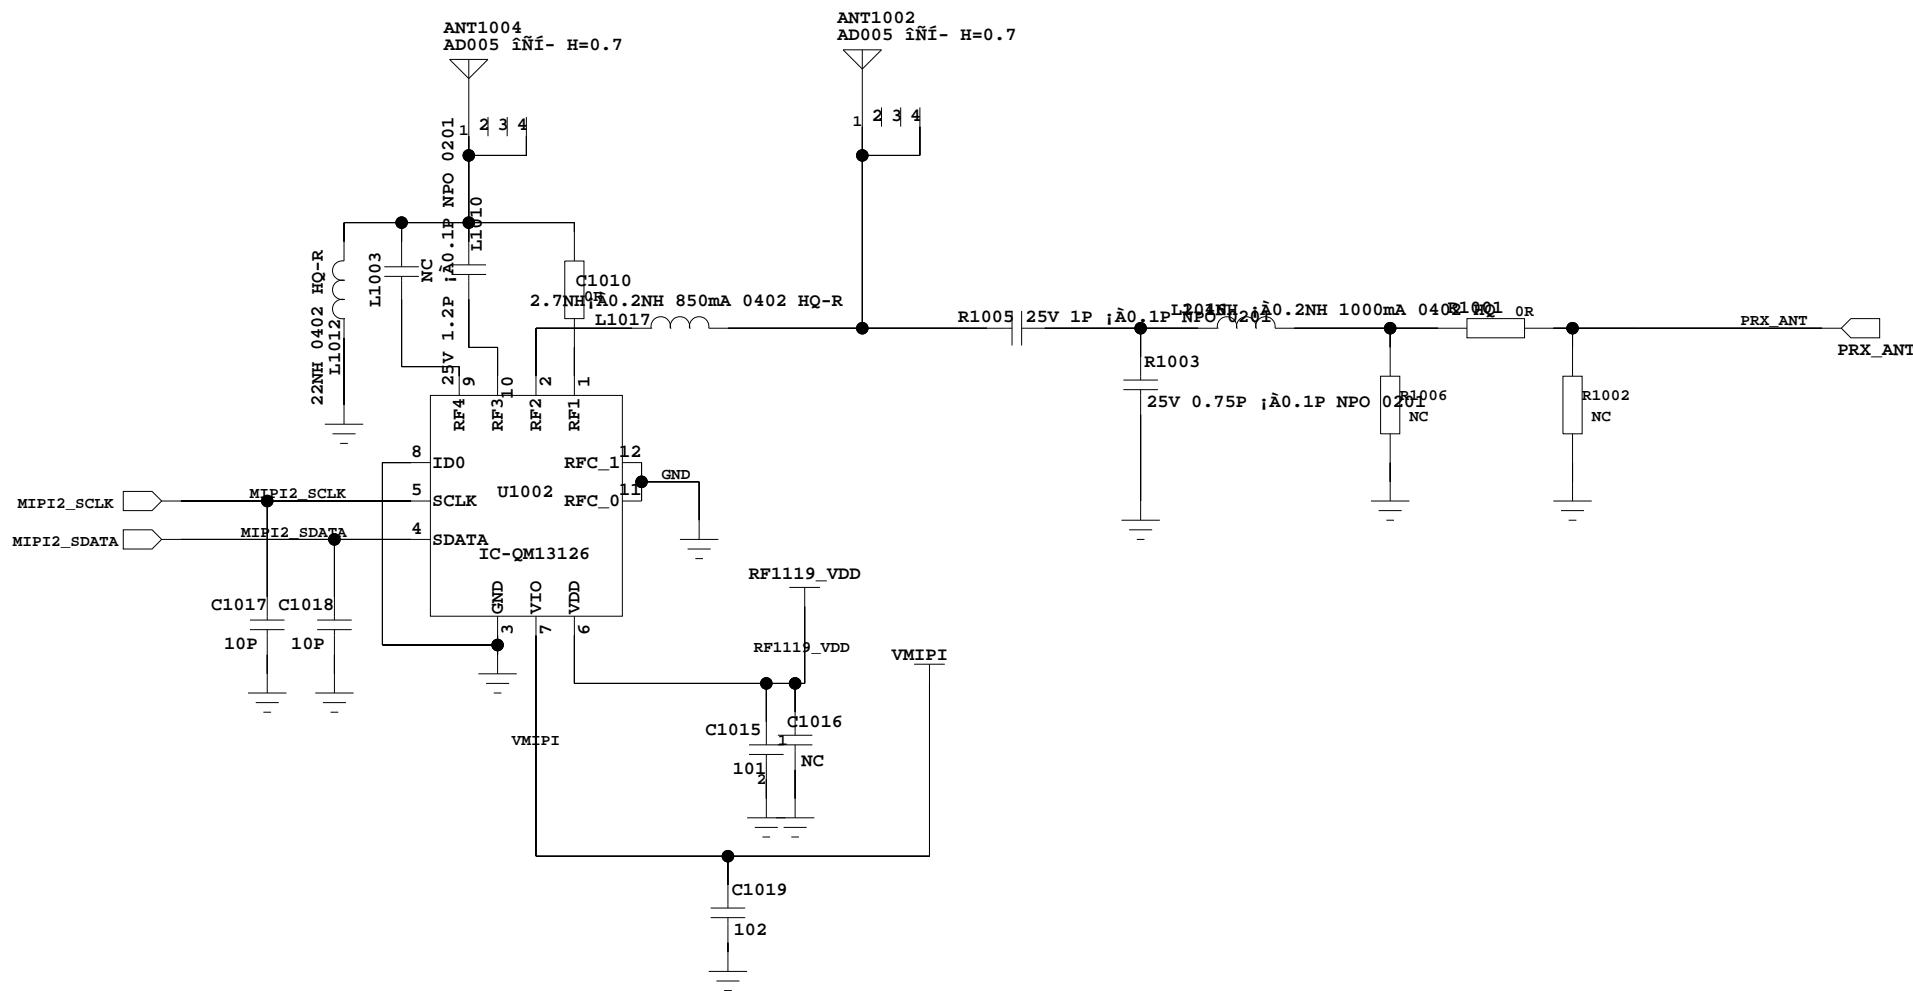 ANT1004
AD005 îÑÍ- H=0.7
ANT1002
AD005 îÑÍ- H=0.7
1
2
3
4
1
2
3
4
25V 1.2P ¡À0.1P NPO 0201
L1010
22NH 0402 HQ-R
L1012
L1003
NC
C1010
0R
2.7NH¡À0.2NH 850mA 0402 HQ-R
L1017
R1005
25V 1P ¡À0.1P NPO 0201
¡À0.2NH 1000mA 0402 HQ
R1001
0R
PRX_ANT
PRX_ANT
R1003
25V 0.75P ¡À0.1P NPO 0201
R1006
NC
R1002
NC
9
10
2
1
RF4
RF3
RF2
RF1
8
ID0
RFC_1
12
GND
MIPI2_SCLK
MIPI2_SCLK
5
SCLK
U1002
RFC_0
11
MIPI2_SDATA
MIPI2_SDATA
4
SDATA
IC-QM13126
GND
VIO
VDD
3
7
6
C1017
10P
C1018
10P
RF1119_VDD
RF1119_VDD
VMIPI
VMIPI
C1015
1
101
2
C1016
NC
C1019
102